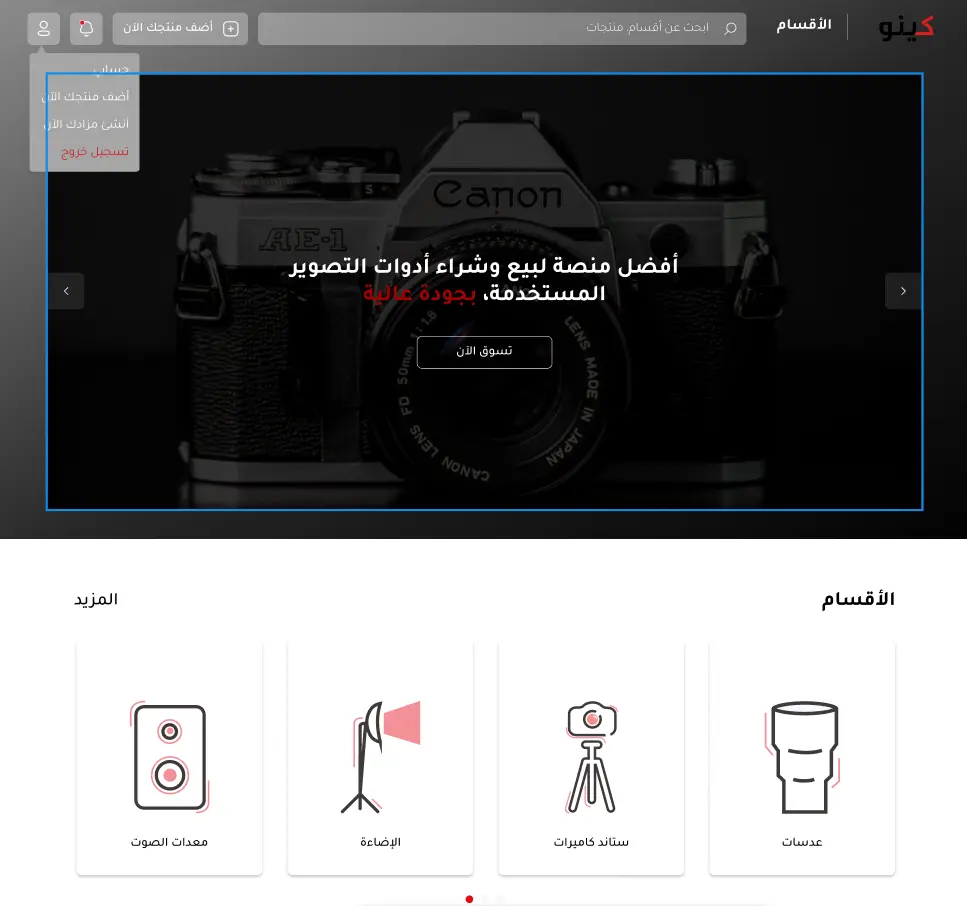 كينو
الأقسام
ابحث عن أقسام، منتجات
أضف منتجك الآن
حسابي
أضف منتجك الآن
أنشئ مزادك الآن
تسجيل خروج
Canon
AE-1
S
أفضل منصة لبيع وشراء أدوات التصوير
المستخدمة، بجودة عالية
تسوق الآن
CANON LENS FD 50mm 1:1.8
LENS MADE IN JAPAN
الأقسام
المزيد
عدسات
ستاند كاميرات
الإضاءة
معدات الصوت